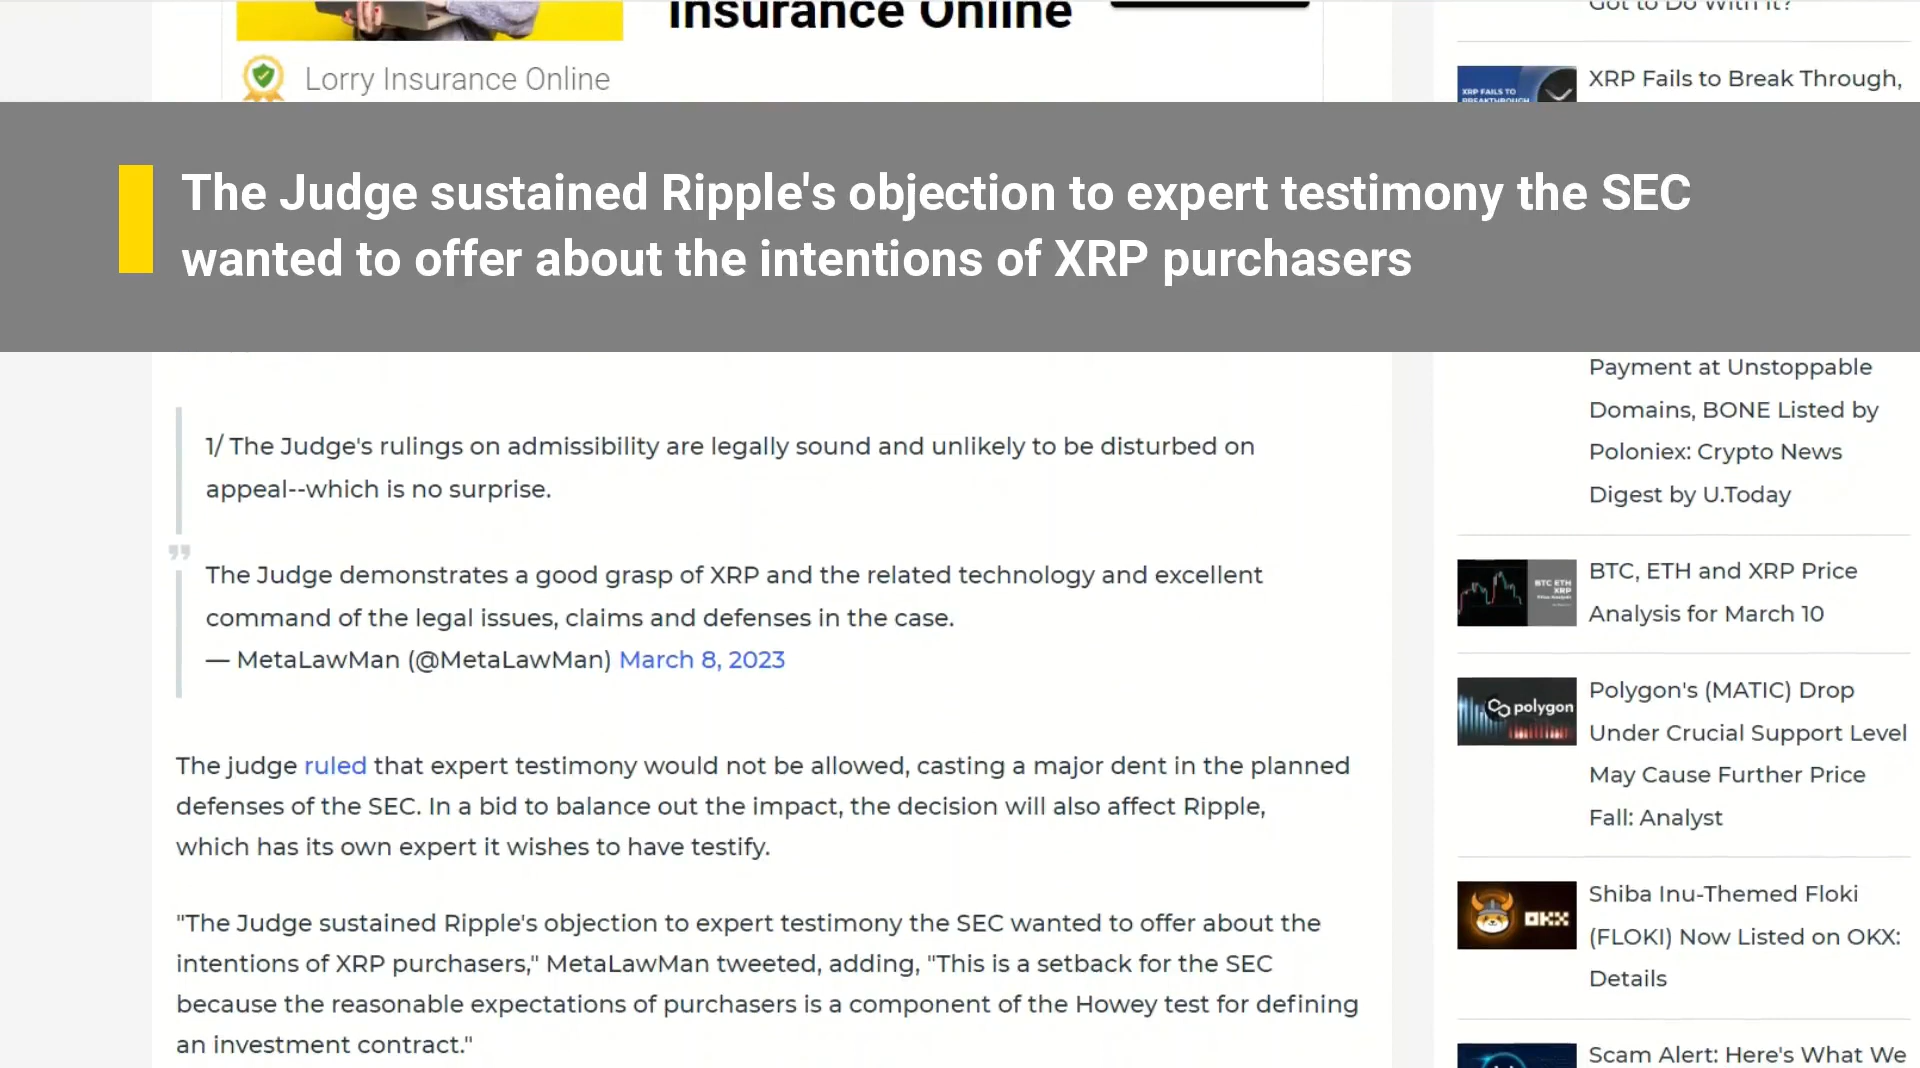 Insurance Online
Lorry Insurance Online
The Judge sustained Ripple's objection to expert testimony the SEC
wanted to offer about the intentions of XRP purchasers
1/ The Judge's rulings on admissibility are legally sound and unlikely to be disturbed on
appeal--which is no surprise.
The Judge demonstrates a good grasp of XRP and the related technology and excellent
command of the legal issues, claims and defenses in the case.
— MetaLawMan (@MetaLawMan) March 8, 2023
The judge ruled that expert testimony would not be allowed, casting a major dent in the planned
defenses of the SEC. In a bid to balance out the impact, the decision will also affect Ripple,
which has its own expert it wishes to have testify.
"The Judge sustained Ripple's objection to expert testimony the SEC wanted to offer about the
intentions of XRP purchasers," MetaLawMan tweeted, adding, "This is a setback for the SEC
because the reasonable expectations of purchasers is a component of the Howey test for defining
an investment contract."
Got to Do With It?
XRP FAILS TO
BREAKTHROUGH
XRP Fails to Break Through,
Payment at Unstoppable
Domains, BONE Listed by
Poloniex: Crypto News
Digest by U.Today
BTC ETH
XRP
BTC, ETH and XRP Price
Analysis for March 10
polygon
Polygon's (MATIC) Drop
Under Crucial Support Level
May Cause Further Price
Fall: Analyst
OKX
Shiba Inu-Themed Floki
(FLOKI) Now Listed on OKX:
Details
Scam Alert: Here's What We